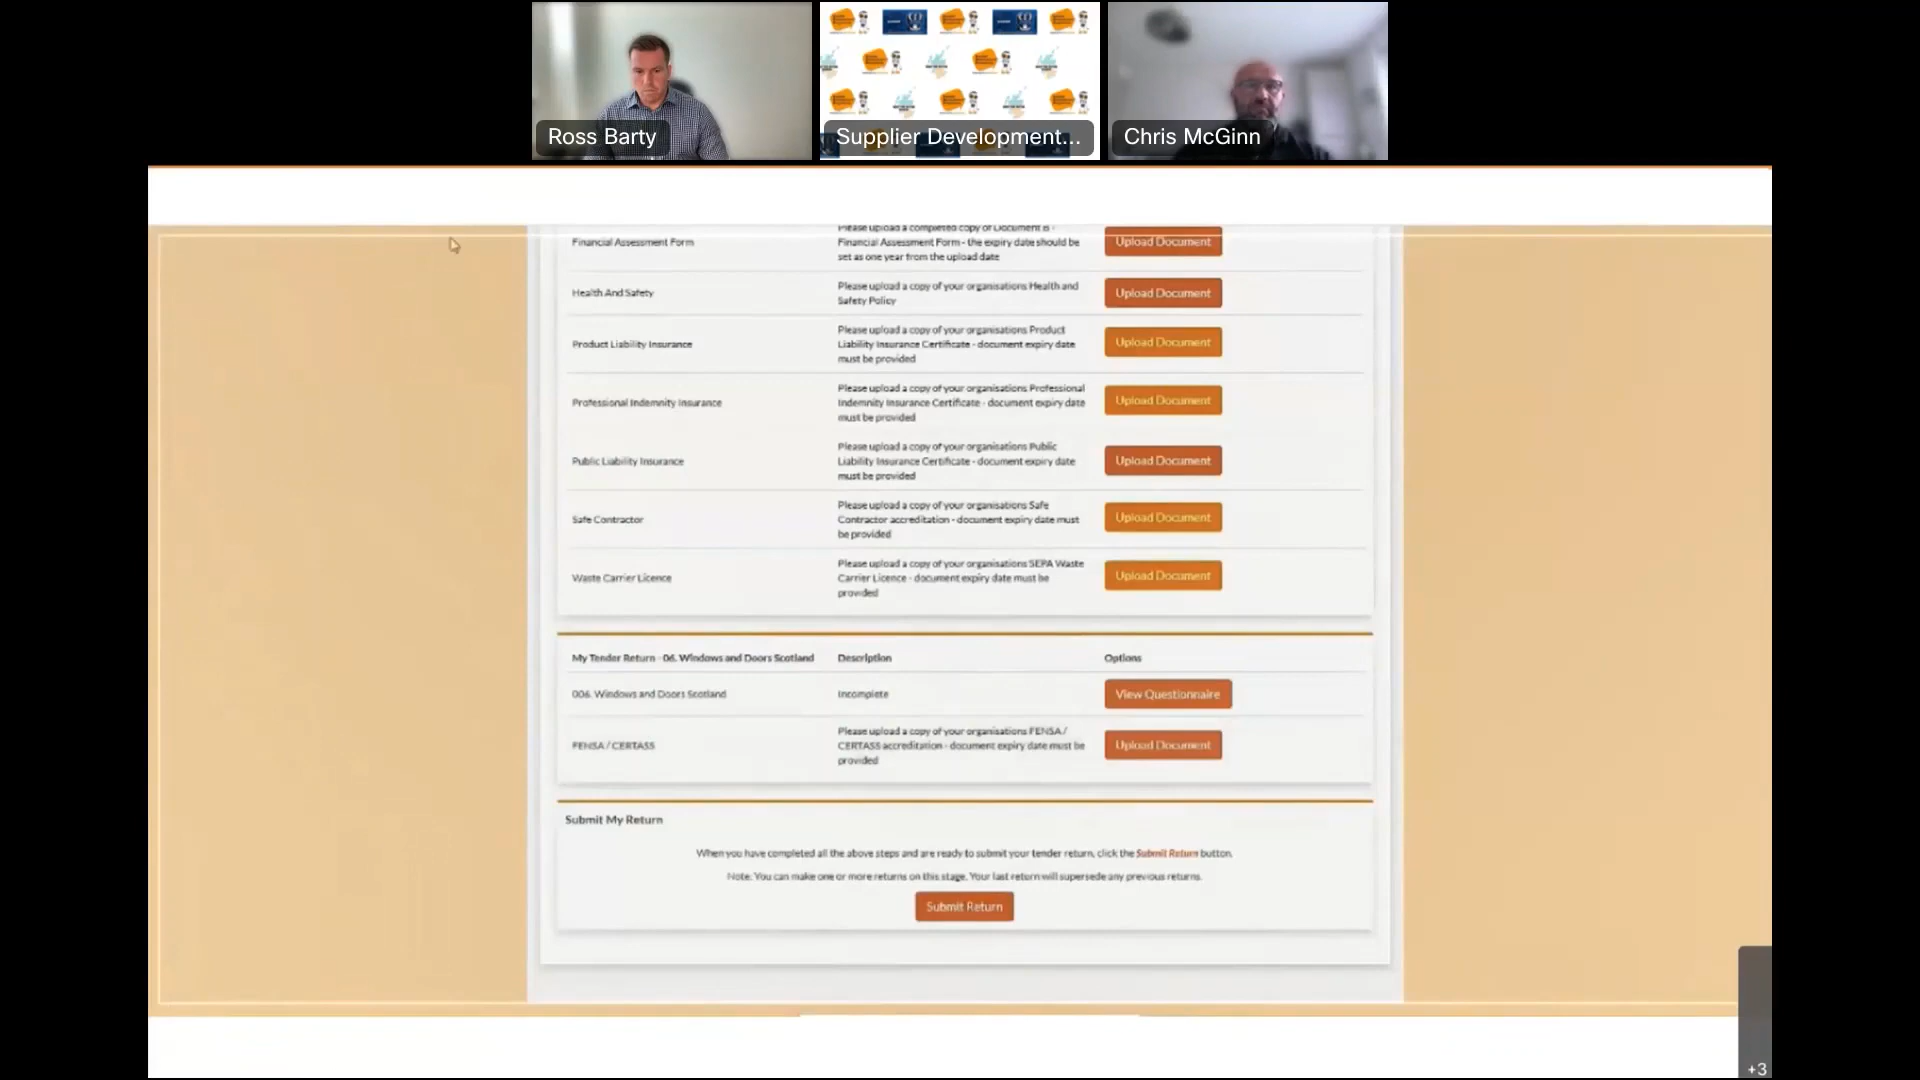 Ross Barty
Supplier Development...
Chris McGinn
Financial Assessment Form
Please upload a completed copy of Document B -
Financial Assessment Form - the expiry date should be
set as one year from the upload date
Upload Document
Health And Safety
Please upload a copy of your organisations Health and
Safety Policy
Upload Document
Product Liability Insurance
Please upload a copy of your organisations Product
Liability Insurance Certificate - document expiry date
must be provided
Upload Document
Professional Indemnity Insurance
Please upload a copy of your organisations Professional
Indemnity Insurance Certificate - document expiry date
must be provided
Upload Document
Public Liability Insurance
Please upload a copy of your organisations Public
Liability Insurance Certificate - document expiry date
must be provided
Upload Document
Safe Contractor
Please upload a copy of your organisations Safe
Contractor accreditation - document expiry date must
be provided
Upload Document
Waste Carrier Licence
Please upload a copy of your organisations SEPA Waste
Carrier Licence - document expiry date must be
provided
Upload Document
My Tender Return - 06. Windows and Doors Scotland
Description
Options
006. Windows and Doors Scotland
Incomplete
View Questionnaire
FENSA / CERTASS
Please upload a copy of your organisations FENSA /
CERTASS accreditation - document expiry date must be
provided
Upload Document
Submit My Return
When you have completed all the above steps and are ready to submit your tender return, click the Submit Return button.
Note: You can make one or more returns on this stage. Your last return will supersede any previous returns.
Submit Return
+3